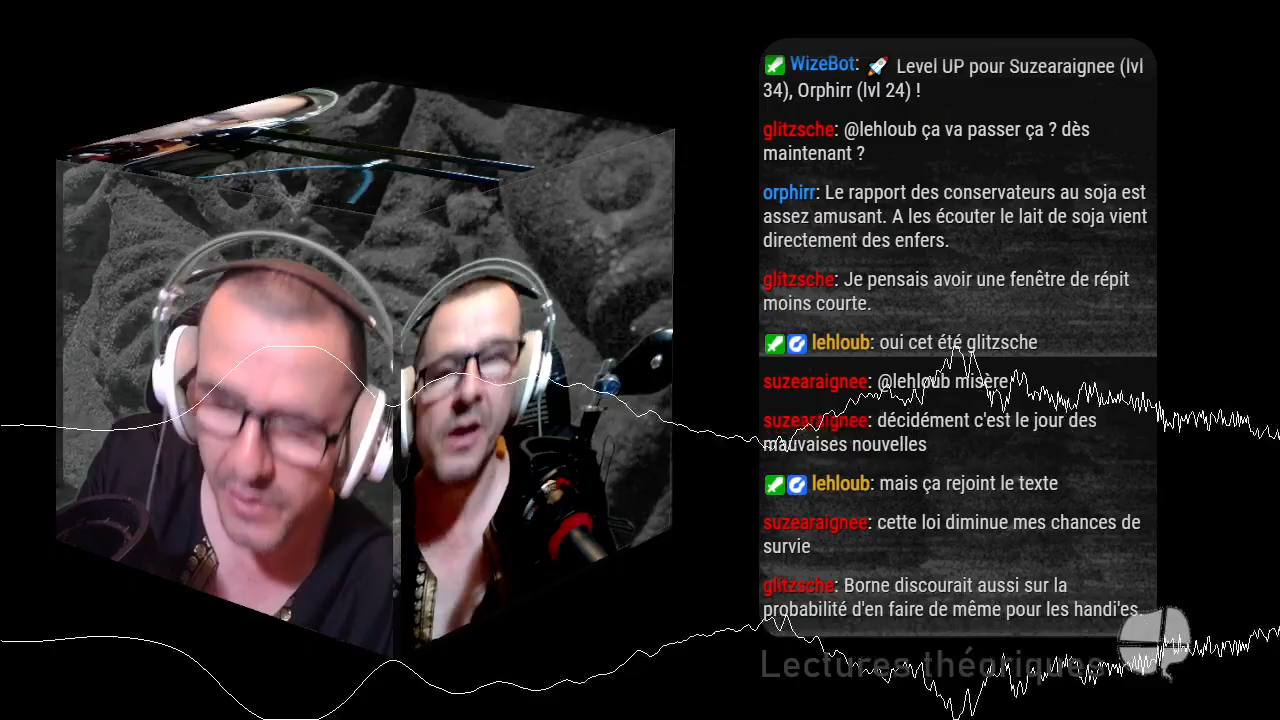 WizeBot: 🚀 Level UP pour Suzearaignee (lvl
34), Orphirr (lvl 24) !
glitzsche: @lehloub ça va passer ça ? dès
maintenant ?
orphirr: Le rapport des conservateurs au soja est
assez amusant. A les écouter le lait de soja vient
directement des enfers.
glitzsche: Je pensais avoir une fenêtre de répit
moins courte.
lehloub: oui cet été glitzsche
suzearaignee: @lehloub misère
suzearaignee: décidément c'est le jour des
mauvaises nouvelles
lehloub: mais ça rejoint le texte
suzearaignee: cette loi diminue mes chances de
survie
glitzsche: Borne discourait aussi sur la
probabilité d'en faire de même pour les handi'es.
Lectures théoriques